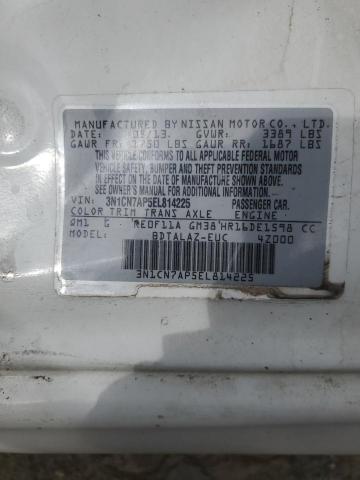 MANUFACTURED BY NISSAN MOTOR CO., LTD.
DATE: 09/13. GVWR: 3389 LBS
GAWR FR: 1750 LBS GAWR RR: 1687 LBS
THIS VEHICLE CONFORMS TO ALL APPLICABLE FEDERAL MOTOR
VEHICLE SAFETY, BUMPER AND THEFT PREVENTION STANDARDS
IN EFFECT ON THE DATE OF MANUFACTURE SHOWN ABOVE.
SEE OWNER'S MANUAL FOR ADDITIONAL INFORMATION
VIN: 3N1CN7AP5EL814225 PASSENGER CAR.
COLOR TRIM TRANS AXLE ENGINE
QM1 G RE0F11A GM38 HR16DE1598 CC
MODEL: BDTALAZ-EUC 4Z000
3N1CN7AP5EL814225